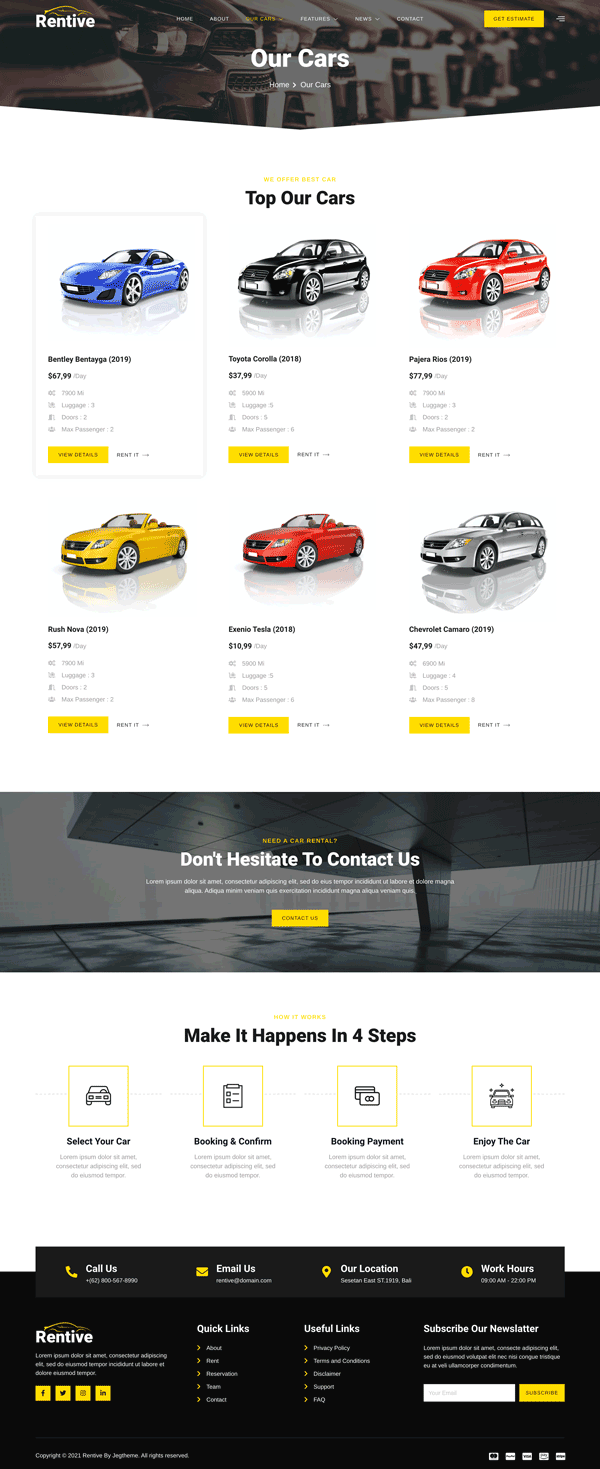 Rentive
HOME ABOUT OUR CARS FEATURES NEWS CONTACT
GET ESTIMATE
Our Cars
Home > Our Cars
WE OFFER BEST CAR
Top Our Cars
Bentley Bentayga (2019)
$67,99 /Day
7900 Mi
Luggage : 3
Doors : 2
Max Passenger : 2
VIEW DETAILS RENT IT
Toyota Corolla (2018)
$37,99 /Day
5900 Mi
Luggage :5
Doors : 5
Max Passenger : 6
VIEW DETAILS RENT IT
Pajera Rios (2019)
$77,99 /Day
7900 Mi
Luggage : 3
Doors : 2
Max Passenger : 2
VIEW DETAILS RENT IT
Rush Nova (2019)
$57,99 /Day
7900 Mi
Luggage : 3
Doors : 2
Max Passenger : 2
VIEW DETAILS RENT IT
Exenio Tesla (2018)
$10,99 /Day
5900 Mi
Luggage :5
Doors : 5
Max Passenger : 6
VIEW DETAILS RENT IT
Chevrolet Camaro (2019)
$47,99 /Day
6900 Mi
Luggage : 4
Doors : 5
Max Passenger : 8
VIEW DETAILS RENT IT
NEED A CAR RENTAL?
Don't Hesitate To Contact Us
Lorem ipsum dolor sit amet, consectetur adipiscing elit, sed do eius tempor incididunt ut labore et dolore magna
aliqua. Adiqua minim veniam quis exercitation incididunt magna aliqua veniam quis.
CONTACT US
HOW IT WORKS
Make It Happens In 4 Steps
Select Your Car
Lorem ipsum dolor sit amet,
consectetur adipiscing elit, sed
do eiusmod tempor.
Booking & Confirm
Lorem ipsum dolor sit amet,
consectetur adipiscing elit, sed
do eiusmod tempor.
Booking Payment
Lorem ipsum dolor sit amet,
consectetur adipiscing elit, sed
do eiusmod tempor.
Enjoy The Car
Lorem ipsum dolor sit amet,
consectetur adipiscing elit, sed
do eiusmod tempor.
Call Us
+(62) 800-567-8990
Email Us
rentive@domain.com
Our Location
Sesetan East ST.1919, Bali
Work Hours
09:00 AM - 22:00 PM
Rentive
Lorem ipsum dolor sit amet, consectetur adipiscing
elit, sed do eiusmod tempor incididunt ut labore et
dolore eiusmod tempor.
Quick Links
About
Rent
Reservation
Team
Contact
Useful Links
Privacy Policy
Terms and Conditions
Disclaimer
Support
FAQ
Subscribe Our Newslatter
Lorem ipsum dolor sit amet, consecte adipiscing elit, sed
do eiusmod volutpat elit nec nisi congue tristique
eu at veli ullamcorper condimentum.
Your Email
SUBSCRIBE
Copyright © 2021 Rentive By Jegtheme. All rights reserved.